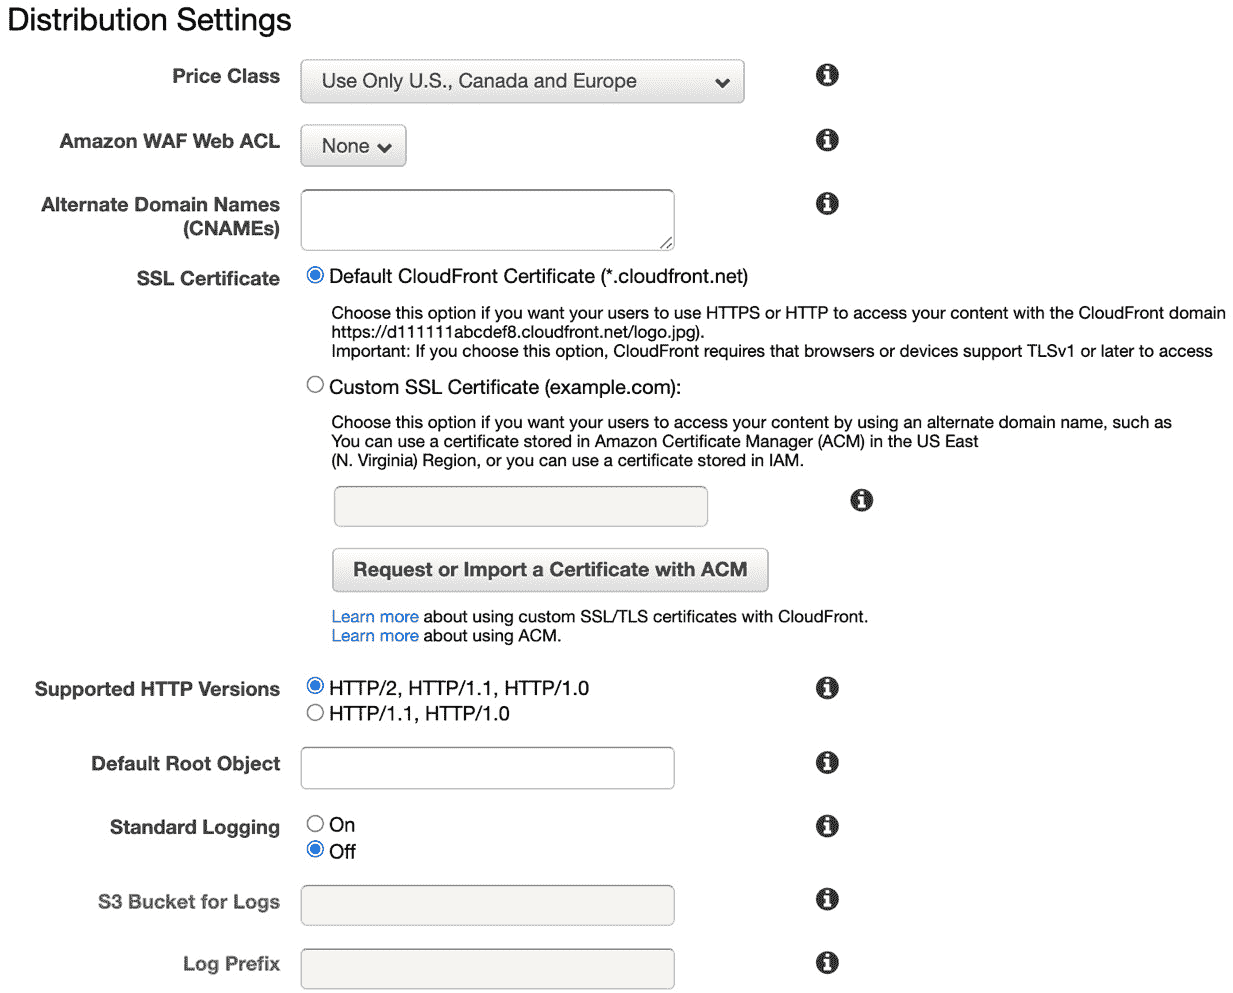 Distribution Settings
Price Class
Use Only U.S., Canada and Europe
Amazon WAF Web ACL
None
Alternate Domain Names
(CNAMEs)
SSL Certificate
Default CloudFront Certificate (*.cloudfront.net)
Choose this option if you want your users to use HTTPS or HTTP to access your content with the CloudFront domain
https://d111111abcdef8.cloudfront.net/logo.jpg).
Important: If you choose this option, CloudFront requires that browsers or devices support TLSv1 or later to access
Custom SSL Certificate (example.com):
Choose this option if you want your users to access your content by using an alternate domain name, such as
You can use a certificate stored in Amazon Certificate Manager (ACM) in the US East
(N. Virginia) Region, or you can use a certificate stored in IAM.
Request or Import a Certificate with ACM
Learn more about using custom SSL/TLS certificates with CloudFront.
Learn more about using ACM.
Supported HTTP Versions
HTTP/2, HTTP/1.1, HTTP/1.0
HTTP/1.1, HTTP/1.0
Default Root Object
Standard Logging
On
Off
S3 Bucket for Logs
Log Prefix